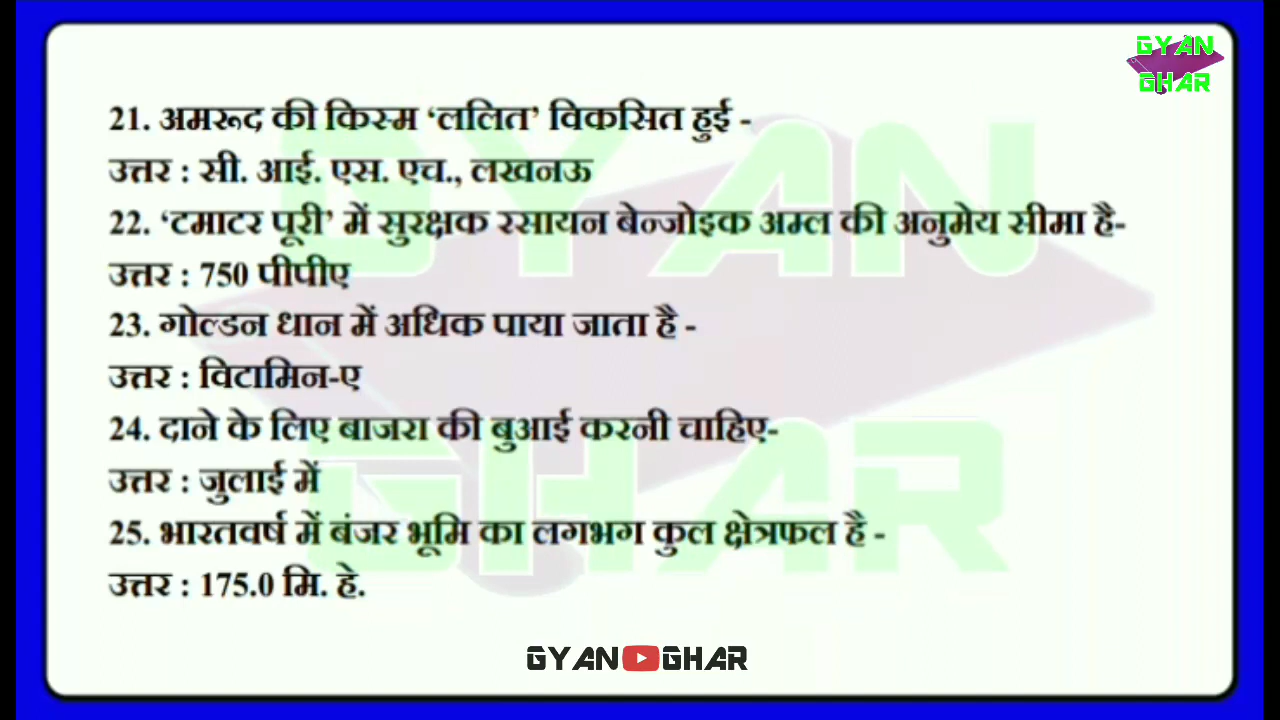 GYAN
GHAR
21. अमरूद की किस्म ‘ललित’ विकसित हुई -
उत्तर : सी. आई. एस. एच., लखनऊ
22. ‘टमाटर पूरी’ में सुरक्षक रसायन बेन्जोइक अम्ल की अनुमेय सीमा है-
उत्तर : 750 पीपीए
23. गोल्डन धान में अधिक पाया जाता है -
उत्तर : विटामिन-ए
24. दाने के लिए बाजरा की बुआई करनी चाहिए-
उत्तर : जुलाई में
25. भारतवर्ष में बंजर भूमि का लगभग कुल क्षेत्रफल है -
उत्तर : 175.0 मि. हे.
GYAN GHAR
GYAN
GHAR